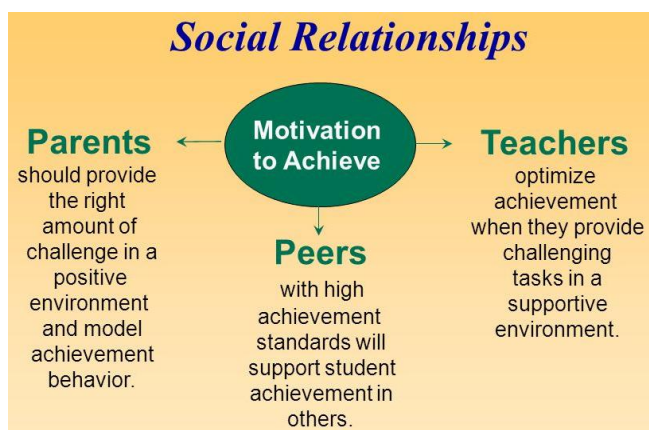 Social Relationships
Motivation
to Achieve
Parents
should provide
the right
amount of
challenge in a
positive
environment
and model
achievement
behavior.
Peers
with high
achievement
standards will
support student
achievement in
others.
Teachers
optimize
achievement
when they provide
challenging
tasks in a
supportive
environment.